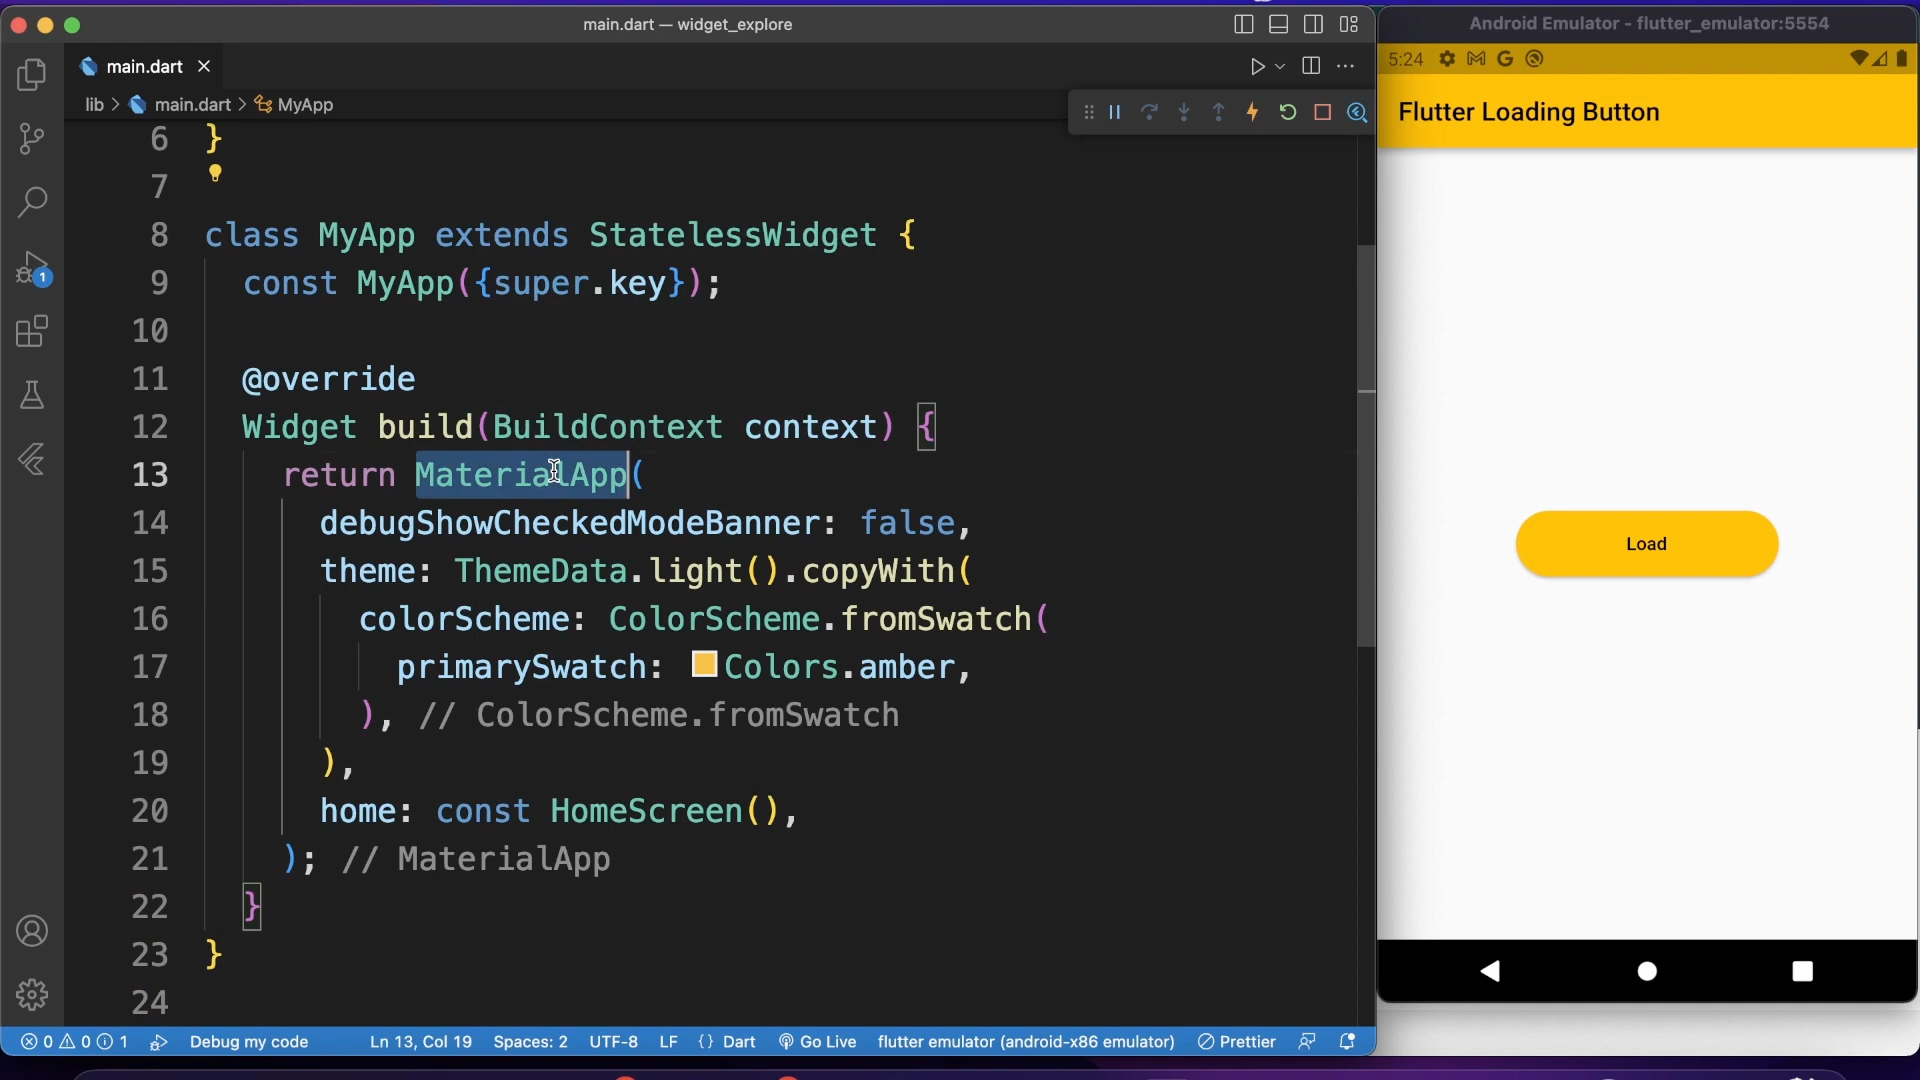 main.dart — widget_explore
main.dart
lib > main.dart > MyApp
6 }
7
8 class MyApp extends StatelessWidget {
9 const MyApp({super.key});
10
11 @override
12 Widget build(BuildContext context) {
13 return MaterialApp(
14 debugShowCheckedModeBanner: false,
15 theme: ThemeData.light().copyWith(
16 colorScheme: ColorScheme.fromSwatch(
17 primarySwatch: Colors.amber,
18 ), // ColorScheme.fromSwatch
19 ),
20 home: const HomeScreen(),
21 ); // MaterialApp
22 }
23 }
24
1
0 0 1 Debug my code Ln 13, Col 19 Spaces: 2 UTF-8 LF {} Dart Go Live flutter emulator (android-x86 emulator) Prettier
Android Emulator - flutter_emulator:5554
5:24
Flutter Loading Button
Load